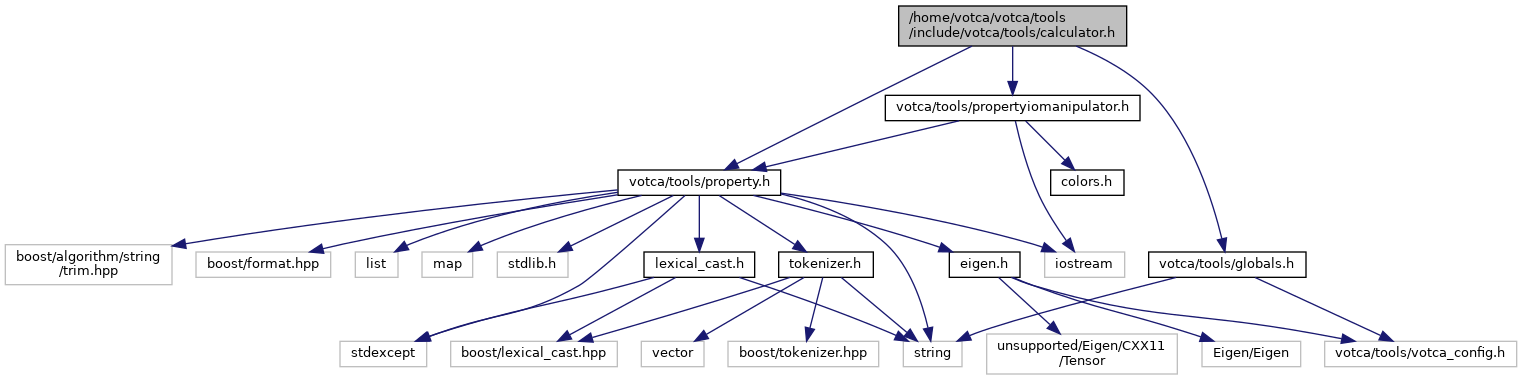 /home/votca/votca/tools
/include/votca/tools/calculator.h
votca/tools/propertyiomanipulator.h
votca/tools/property.h
colors.h
boost/algorithm/string
/trim.hpp
boost/format.hpp
list
map
stdlib.h
lexical_cast.h
tokenizer.h
eigen.h
iostream
votca/tools/globals.h
stdexcept
boost/lexical_cast.hpp
vector
boost/tokenizer.hpp
string
unsupported/Eigen/CXX11
/Tensor
Eigen/Eigen
votca/tools/votca_config.h